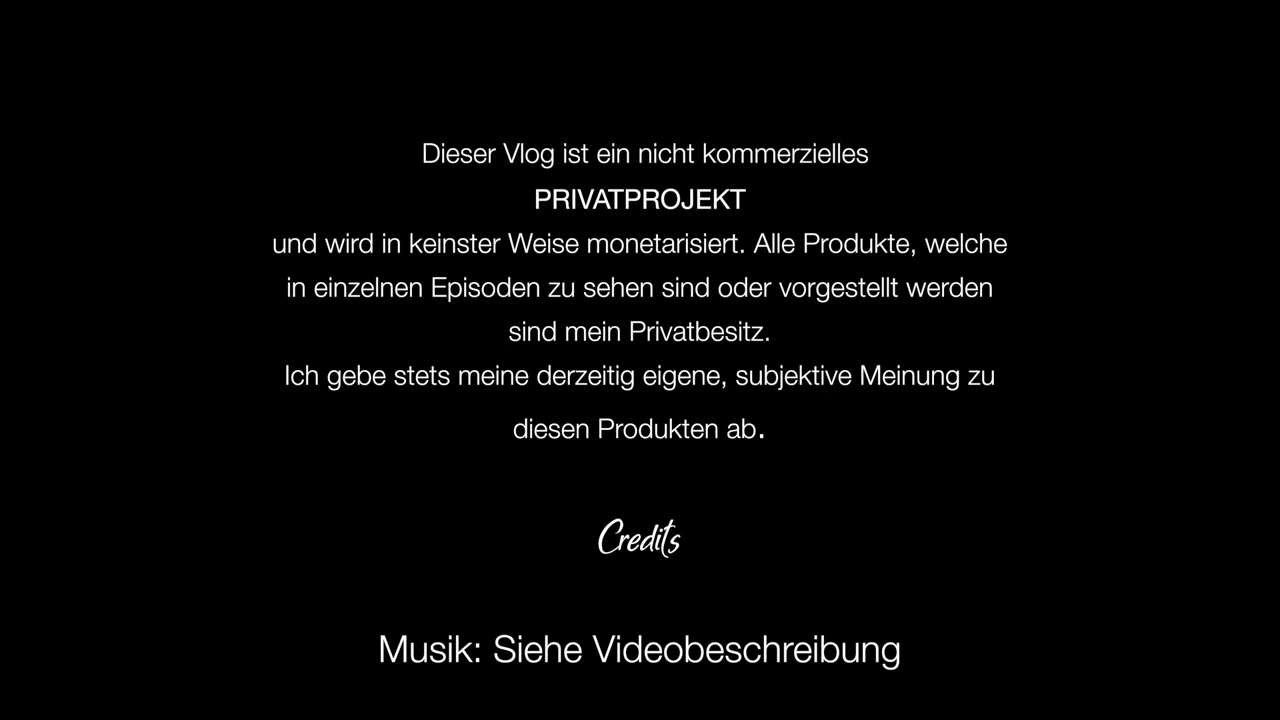 Dieser Vlog ist ein nicht kommerzielles
PRIVATPROJEKT
und wird in keinster Weise monetarisiert. Alle Produkte, welche
in einzelnen Episoden zu sehen sind oder vorgestellt werden
sind mein Privatbesitz.
Ich gebe stets meine derzeitig eigene, subjektive Meinung zu
diesen Produkten ab.
Credits
Musik: Siehe Videobeschreibung